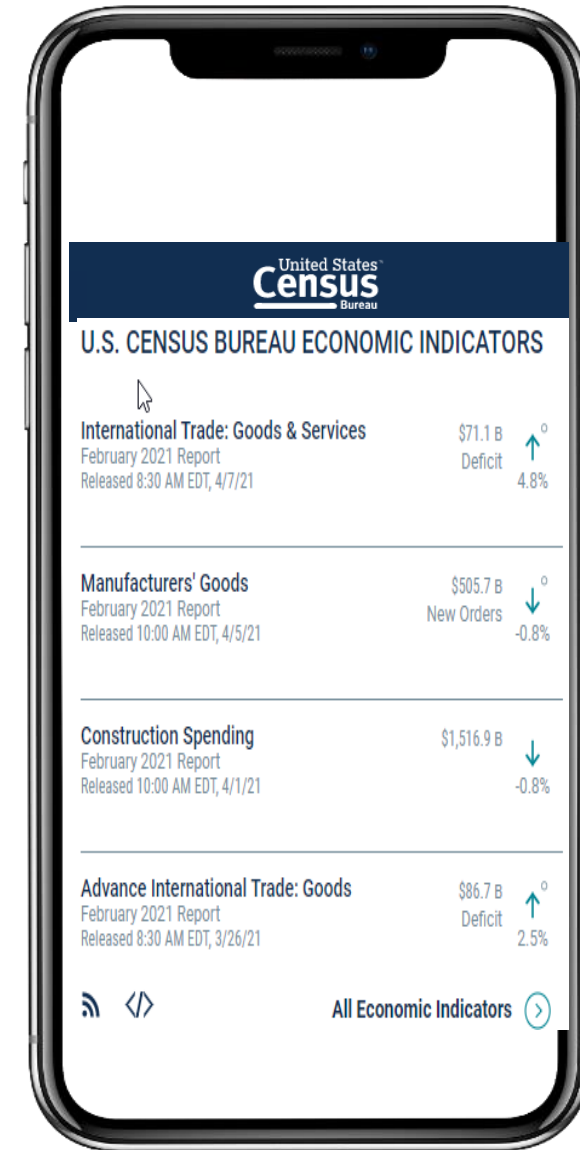 United States™
Census
Bureau
U.S. CENSUS BUREAU ECONOMIC INDICATORS
International Trade: Goods & Services
February 2021 Report
Released 8:30 AM EDT, 4/7/21
$71.1 B
Deficit
4.8%
Manufacturers' Goods
February 2021 Report
Released 10:00 AM EDT, 4/5/21
$505.7 B
New Orders
-0.8%
Construction Spending
February 2021 Report
Released 10:00 AM EDT, 4/1/21
$1,516.9 B
-0.8%
Advance International Trade: Goods
February 2021 Report
Released 8:30 AM EDT, 3/26/21
$86.7 B
Deficit
2.5%
All Economic Indicators